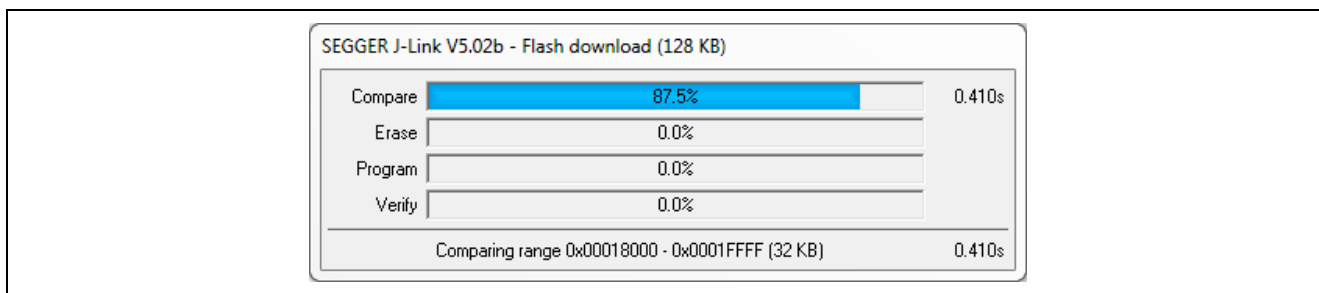 SEGGER J-Link V5.02b - Flash download (128 KB)
Compare 87.5% 0.410s
Erase 0.0%
Program 0.0%
Verify 0.0%
Comparing range 0x00018000 - 0x0001FFFF (32 KB) 0.410s